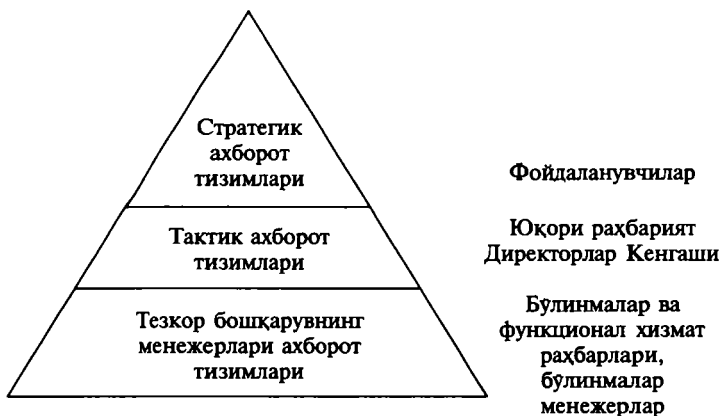 Стратегик
ахборот
тизимлари
Фойдаланувчилар
Тактик ахборот
тизимлари
Юқори раҳбарият
Директорлар Кенгаши
Тезкор бошқарувнинг
менежерлари ахборот
тизимлари
Бўлинмалар ва
функционал хизмат
раҳбарлари,
бўлинмалар
менежерлар